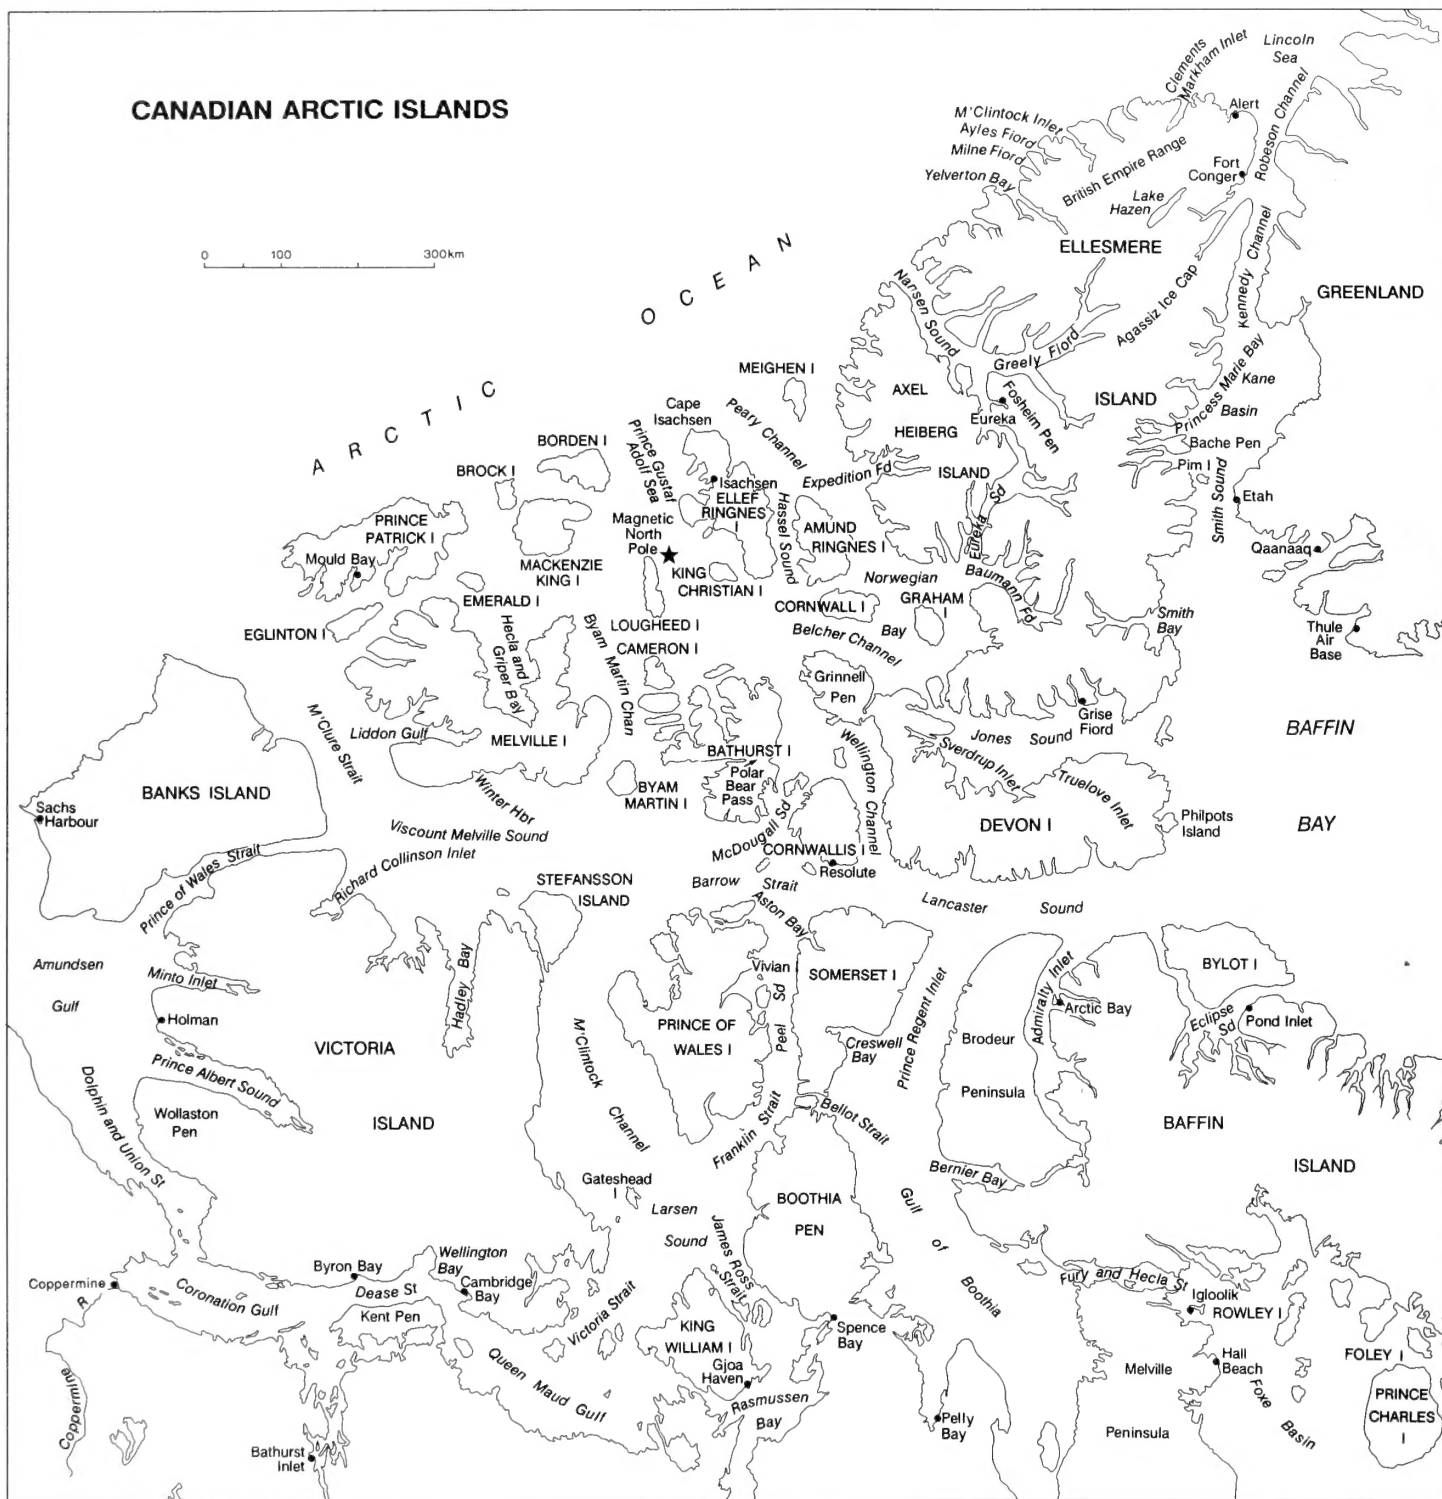 CANADIAN ARCTIC ISLANDS
0 100 300 km
ARCTIC OCEAN
Lincoln
Sea
Clements
Markham Inlet
Alert
Robeson Channel
M'Clintock Inlet
Ayles Fiord
Milne Fiord
Yelverton Bay
British Empire Range
Fort
Conger
Lake
Hazen
ELLESMERE
ISLAND
Kennedy Channel
GREENLAND
Agassiz Ice Cap
Nansen Sound
Greely Fiord
Princess Marie Bay
Kane
Basin
Bache Pen
Pim I
Smith Sound
Etah
Qaanaaq
Thule
Air
Base
Smith
Bay
MEIGHEN I
AXEL
HEIBERG
ISLAND
Eureka
Fosheim Pen
Eureka Sd
Expedition Fd
Peary Channel
Cape
Isachsen
Prince Gustaf
Adolf Sea
Isachsen
ELLEF
RINGNES
I
Hassel Sound
AMUND
RINGNES I
BORDEN I
BROCK I
MACKENZIE
KING I
Magnetic
North
Pole
KING
CHRISTIAN I
PRINCE
PATRICK I
Mould Bay
EMERALD I
EGLINTON I
LOUGHEED I
CAMERON I
Norwegian
Bay
Baumann Fd
CORNWALL I
GRAHAM
I
Belcher Channel
Grinnell
Pen
Hecla and
Griper Bay
Byam Martin Chan
M'Clure Strait
Liddon Gulf
MELVILLE I
Winter Hbr
BYAM
MARTIN I
BATHURST I
Polar
Bear
Pass
Wellington Channel
Grise
Fiord
Jones Sound
Sverdrup Inlet
Truelove Inlet
DEVON I
Philpots
Island
BAFFIN
BAY
BANKS ISLAND
Sachs
Harbour
Viscount Melville Sound
McDougall Sd
CORNWALLIS I
Resolute
Prince of Wales Strait
Richard Collinson Inlet
STEFANSSON
ISLAND
Barrow Strait
Aston Bay
Lancaster Sound
Amundsen
Gulf
Minto Inlet
Holman
Hadley Bay
Vivian I
SOMERSET I
Peel Sd
PRINCE OF
WALES I
Creswell
Bay
Prince Regent Inlet
Brodeur
Peninsula
Admiralty Inlet
Arctic Bay
BYLOT I
Eclipse
Sd
Pond Inlet
VICTORIA
ISLAND
Prince Albert Sound
Wollaston
Pen
Dolphin and Union St
M'Clintock
Channel
Franklin Strait
Bellot Strait
Bernier Bay
BAFFIN
ISLAND
Gateshead
I
Larsen
Sound
BOOTHIA
PEN
Gulf of Boothia
James Ross
Strait
Wellington
Bay
Byron Bay
Cambridge
Bay
Dease St
Kent Pen
Coppermine
Coronation Gulf
Coppermine R
Victoria Strait
Queen Maud Gulf
KING
WILLIAM I
Gjoa
Haven
Spence
Bay
Rasmussen
Bay
Pelly
Bay
Bathurst
Inlet
Fury and Hecla St
Igloolik
ROWLEY I
Hall
Beach
Melville
Peninsula
Foxe
Basin
FOLEY I
PRINCE
CHARLES
I